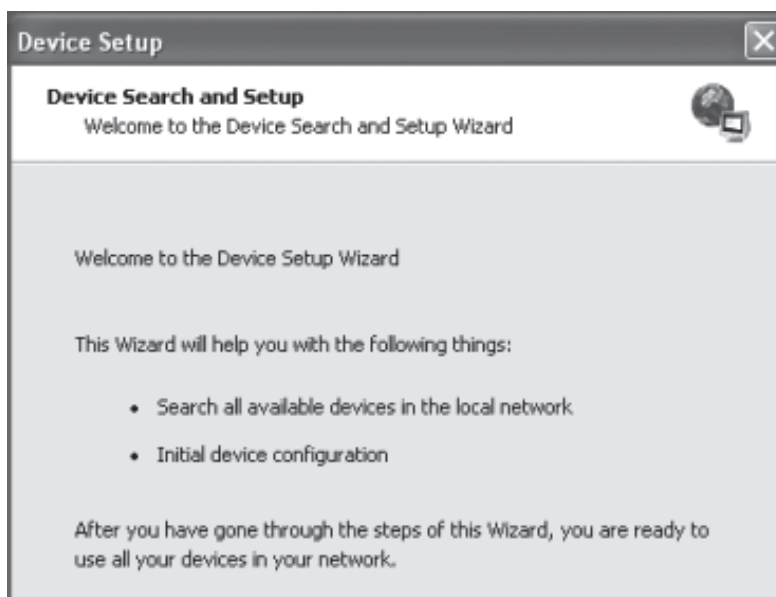 Device Setup
Device Search and Setup
Welcome to the Device Search and Setup Wizard
Welcome to the Device Setup Wizard
This Wizard will help you with the following things:
• Search all available devices in the local network
• Initial device configuration
After you have gone through the steps of this Wizard, you are ready to
use all your devices in your network.